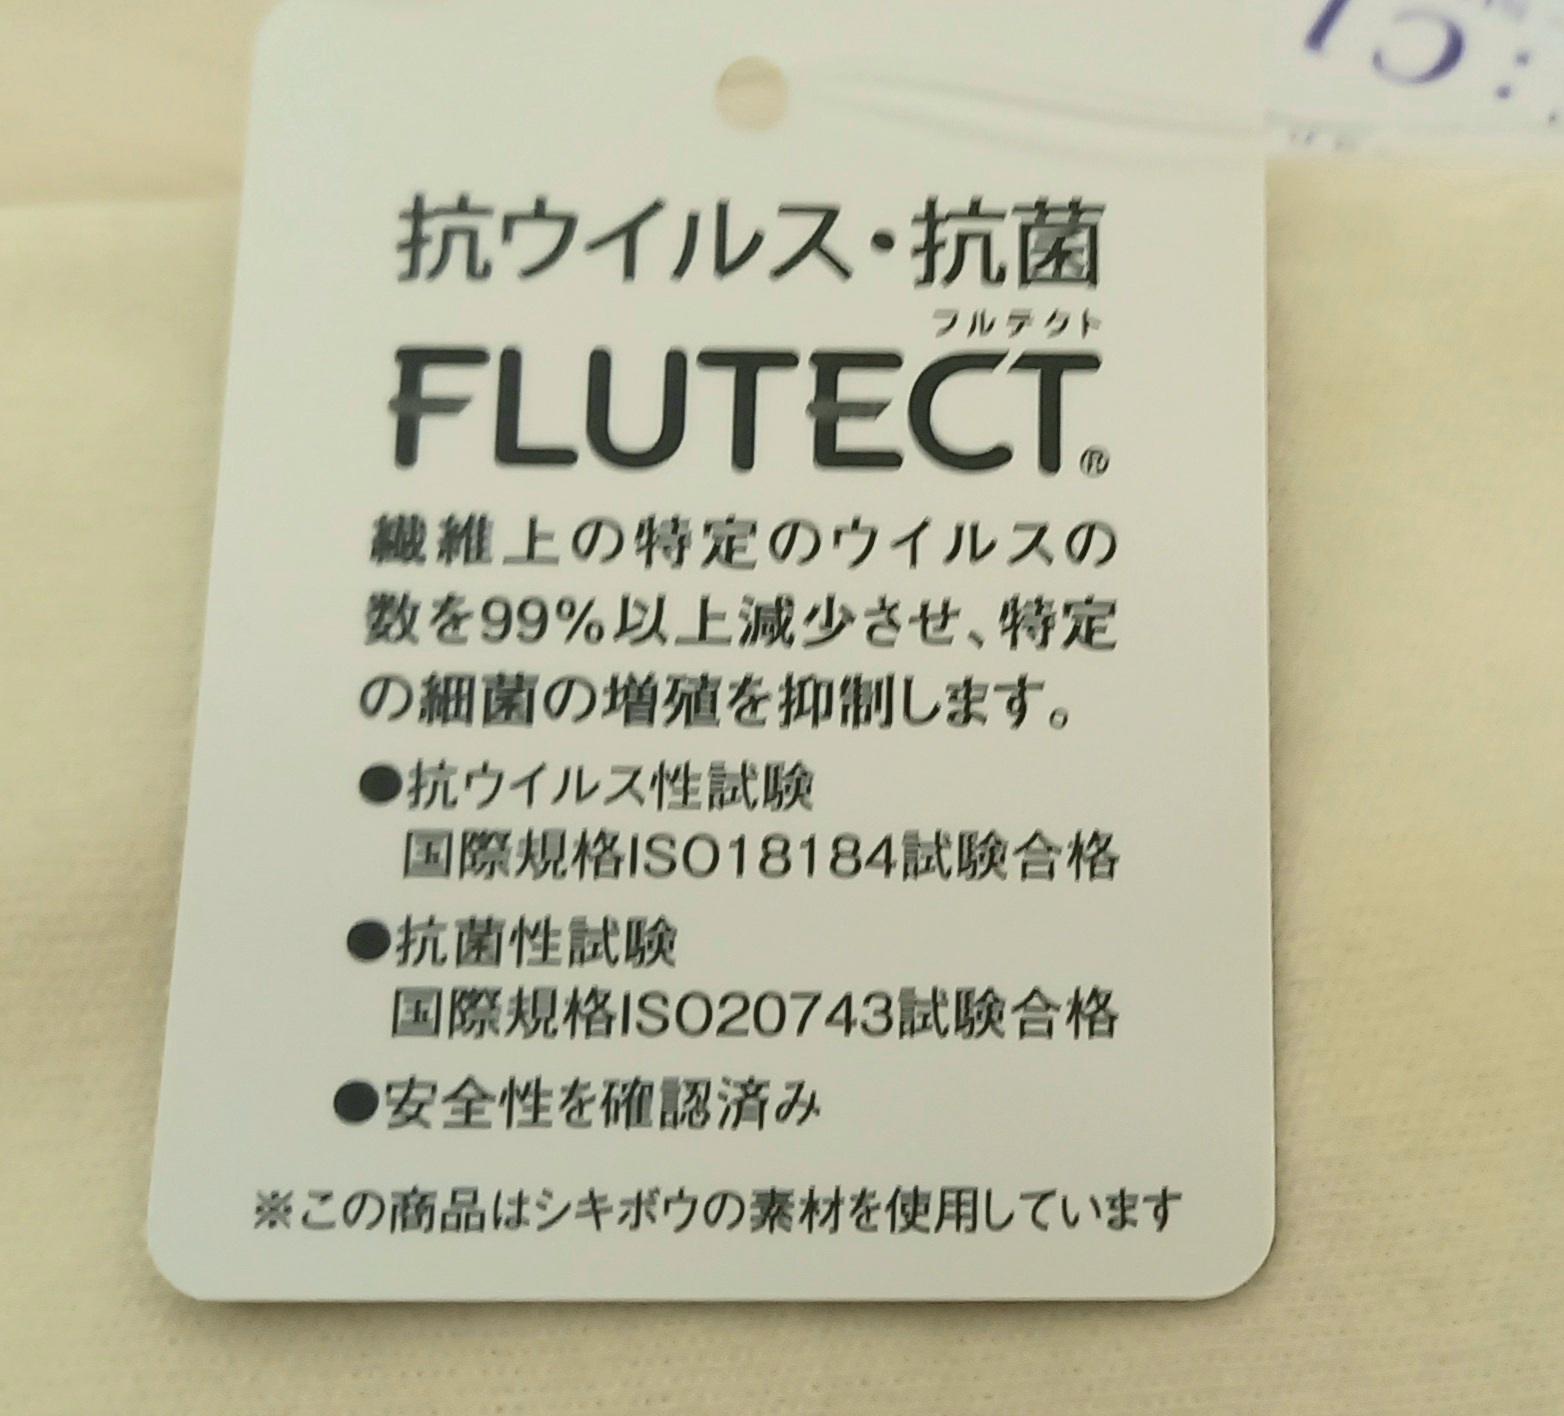 抗ウイルス・抗菌
フルテクト
FLUTECT®
繊維上の特定のウイルスの
数を99%以上減少させ、特定
の細菌の増殖を抑制します。
●抗ウイルス性試験
国際規格ISO18184試験合格
●抗菌性試験
国際規格ISO20743試験合格
●安全性を確認済み
※この商品はシキボウの素材を使用しています